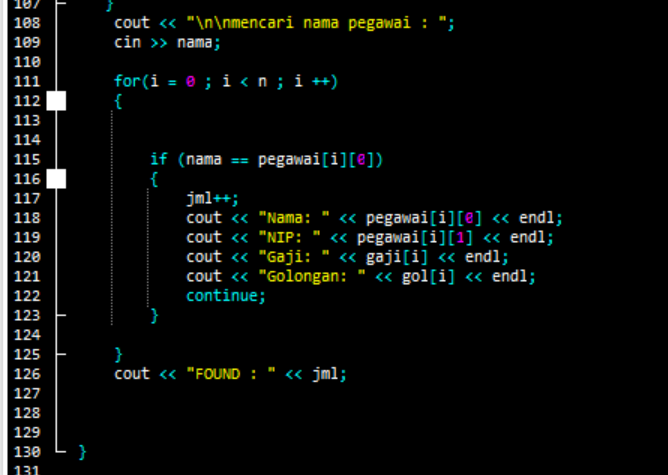 107 }
108 cout << "\n\nmencari nama pegawai : ";
109 cin >> nama;
110
111 for(i = 0 ; i < n ; i ++)
112 {
113
114
115 if (nama == pegawai[i][0])
116 {
117 jml++;
118 cout << "Nama: " << pegawai[i][0] << endl;
119 cout << "NIP: " << pegawai[i][1] << endl;
120 cout << "Gaji: " << gaji[i] << endl;
121 cout << "Golongan: " << gol[i] << endl;
122 continue;
123 }
124
125 }
126 cout << "FOUND : " << jml;
127
128
129
130 }
131